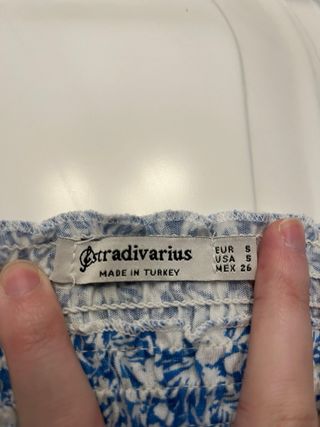 Stradivarius
MADE IN TURKEY
EUR S
USA S
MEX 26